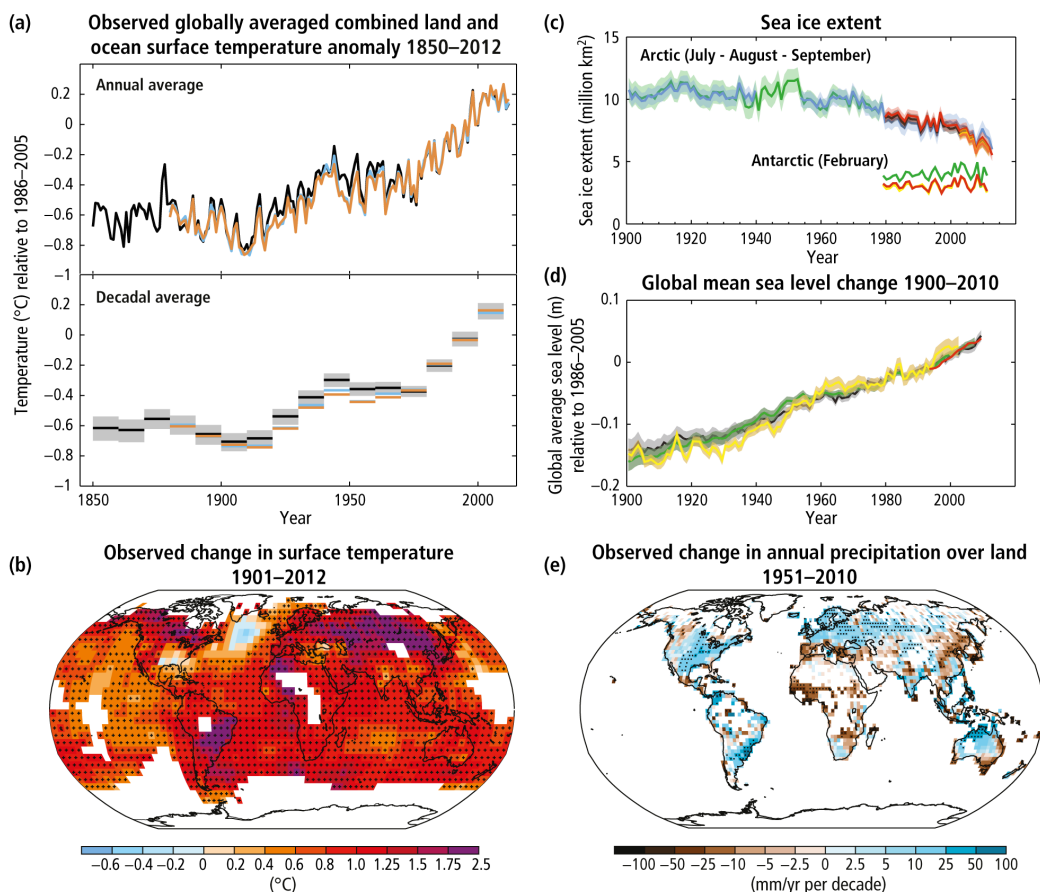 (a)
Observed globally averaged combined land and
ocean surface temperature anomaly 1850–2012
Annual average
0.2
0
−0.2
−0.4
−0.6
−0.8
−1
Decadal average
0.2
0
−0.2
−0.4
−0.6
−0.8
−1
Temperature (°C) relative to 1986–2005
1850
1900
1950
2000
Year
(c)
Sea ice extent
Arctic (July - August - September)
Antarctic (February)
15
10
5
0
Sea ice extent (million km²)
1900
1920
1940
1960
1980
2000
Year
(d)
Global mean sea level change 1900–2010
0.1
0
−0.1
−0.2
Global average sea level (m)
relative to 1986–2005
1900
1920
1940
1960
1980
2000
Year
(b)
Observed change in surface temperature
1901–2012
−0.6
−0.4
−0.2
0
0.2
0.4
0.6
0.8
1.0
1.25
1.5
1.75
2.5
(°C)
(e)
Observed change in annual precipitation over land
1951–2010
−100
−50
−25
−10
−5
−2.5
0
2.5
5
10
25
50
100
(mm/yr per decade)